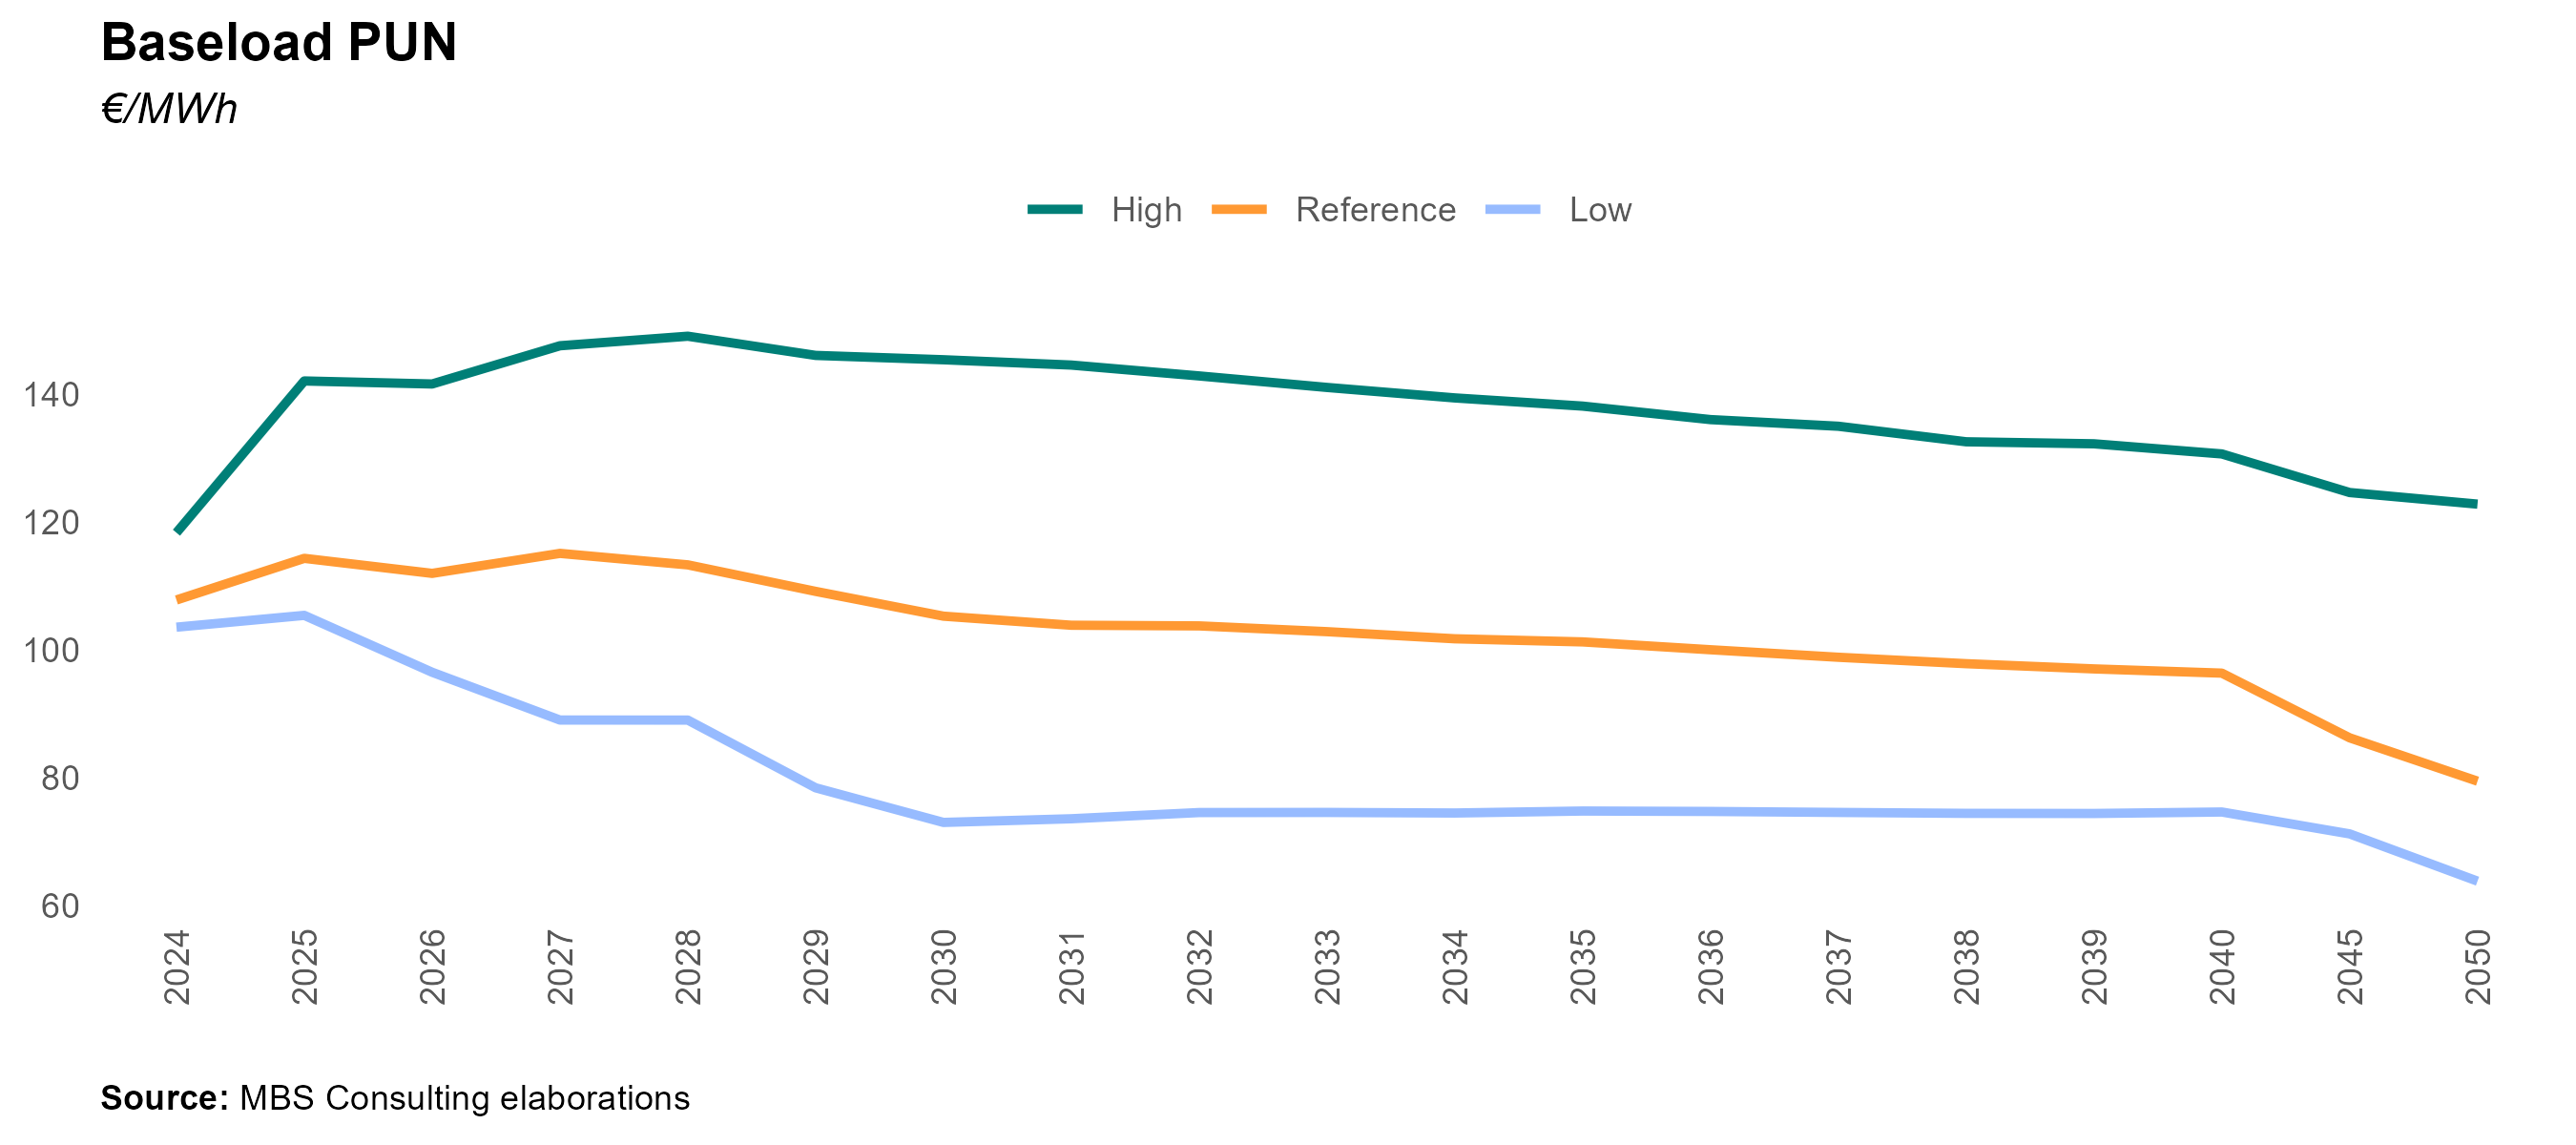 Baseload PUN
€/MWh
High Reference Low
140
120
100
80
60
2024 2025 2026 2027 2028 2029 2030 2031 2032 2033 2034 2035 2036 2037 2038 2039 2040 2045 2050
Source: MBS Consulting elaborations